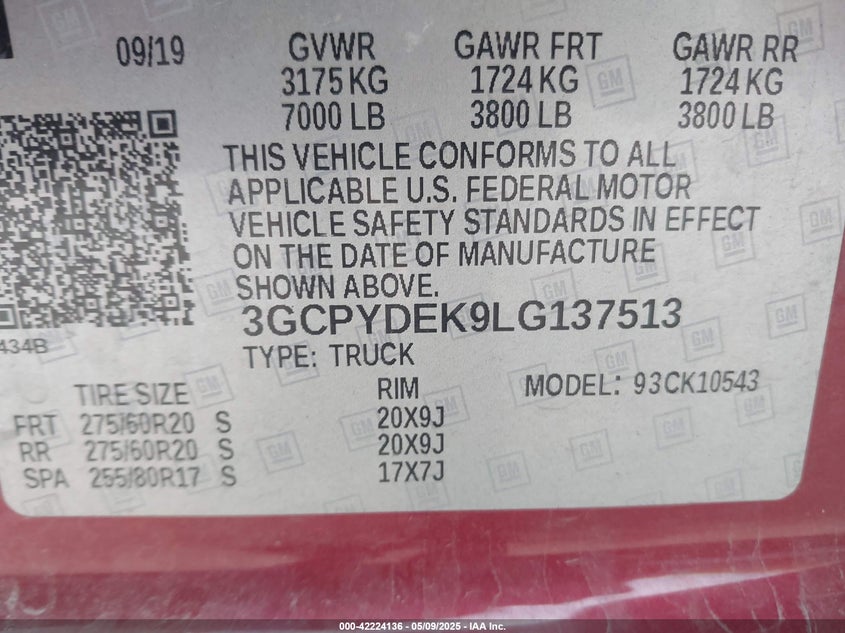 09/19 GVWR GAWR FRT GAWR RR
3175 KG 1724 KG 1724 KG
7000 LB 3800 LB 3800 LB
THIS VEHICLE CONFORMS TO ALL
APPLICABLE U.S. FEDERAL MOTOR
VEHICLE SAFETY STANDARDS IN EFFECT
ON THE DATE OF MANUFACTURE
SHOWN ABOVE.
3GCPYDEK9LG137513
434B
TYPE: TRUCK
TIRE SIZE RIM MODEL: 93CK10543
FRT 275/60R20 S 20X9J
RR 275/60R20 S 20X9J
SPA 255/80R17 S 17X7J
000-42224136 - 05/09/2025 - IAA Inc.